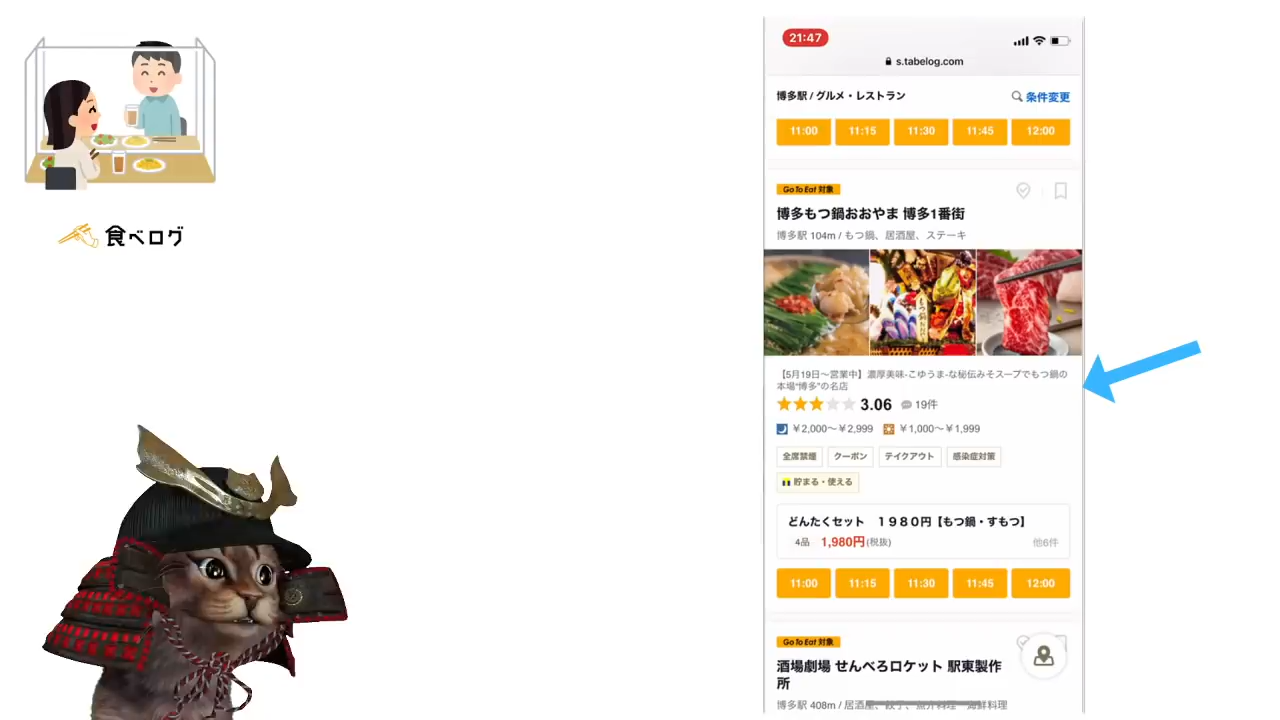 食べログ
21:47
s.tabelog.com
博多駅 / グルメ・レストラン
条件変更
11:00 11:15 11:30 11:45 12:00
Go To Eat 対象
博多もつ鍋おおやま 博多1番街
博多駅 104m / もつ鍋、居酒屋、ステーキ
【5月19日〜営業中】濃厚美味-こゆうま-な秘伝みそスープでもつ鍋の
本場"博多"の名店
3.06 19件
¥2,000〜¥2,999 ¥1,000〜¥1,999
全席禁煙 クーポン テイクアウト 感染症対策
貯まる・使える
どんたくセット 1980円【もつ鍋・すもつ】
4品 1,980円(税抜) 他6件
11:00 11:15 11:30 11:45 12:00
Go To Eat 対象
酒場劇場 せんべろロケット 駅東製作
所
博多駅 408m / 居酒屋、餃子、魚介料理・海鮮料理